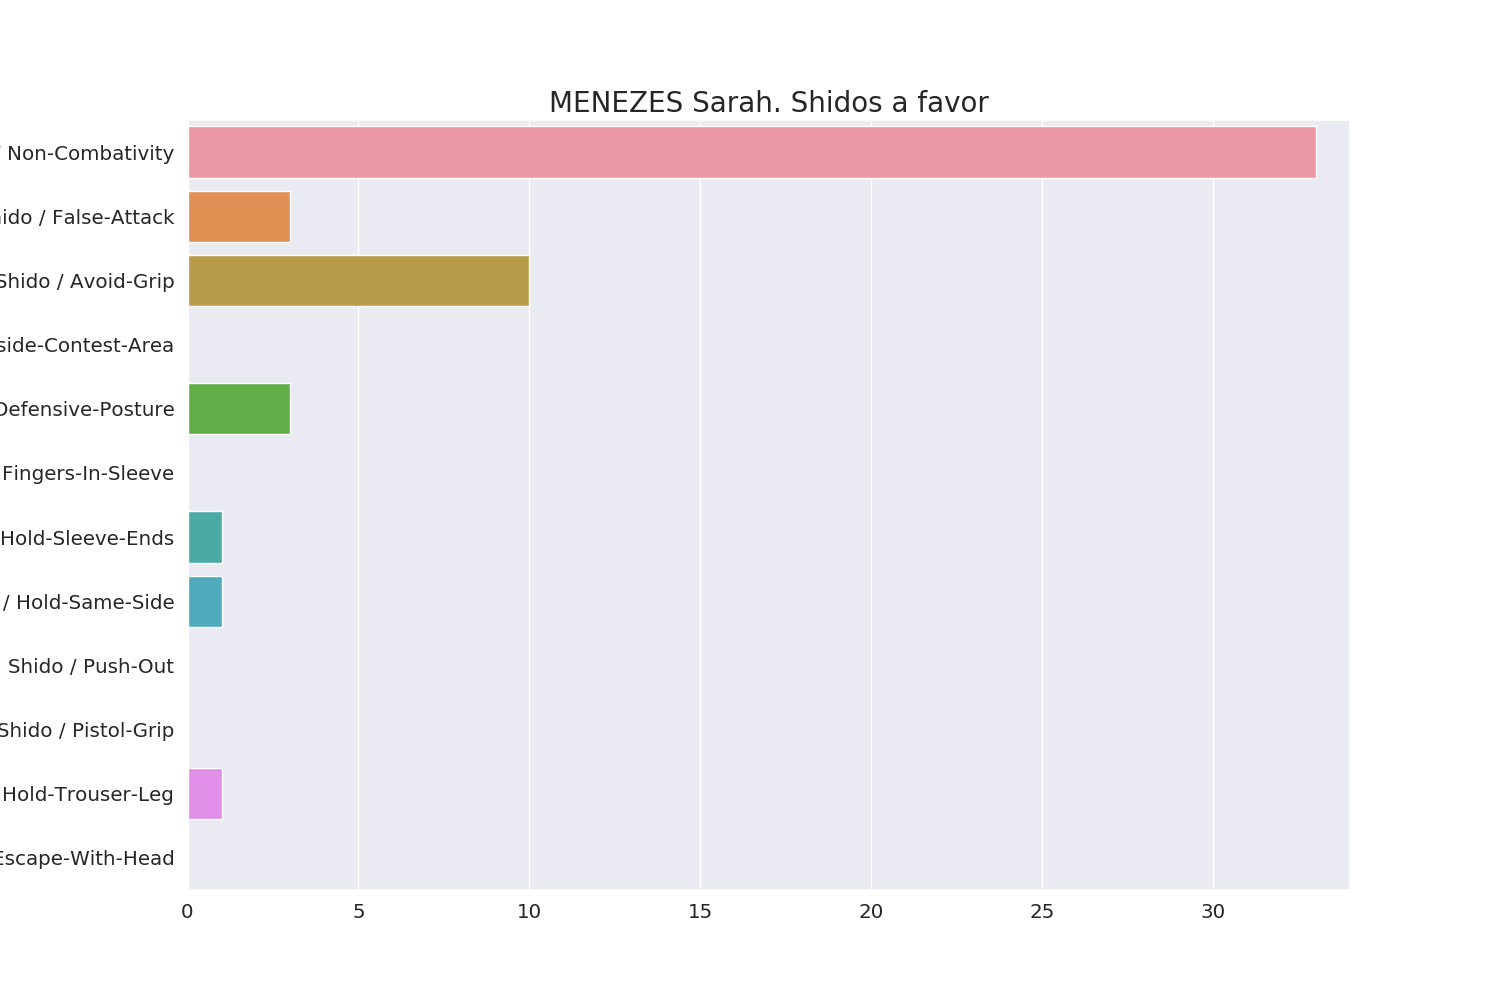 MENEZES Sarah. Shidos a favor
/ Non-Combativity
ido / False-Attack
Shido / Avoid-Grip
side-Contest-Area
Defensive-Posture
Fingers-In-Sleeve
Hold-Sleeve-Ends
/ Hold-Same-Side
Shido / Push-Out
Shido / Pistol-Grip
Hold-Trouser-Leg
Escape-With-Head
0 5 10 15 20 25 30